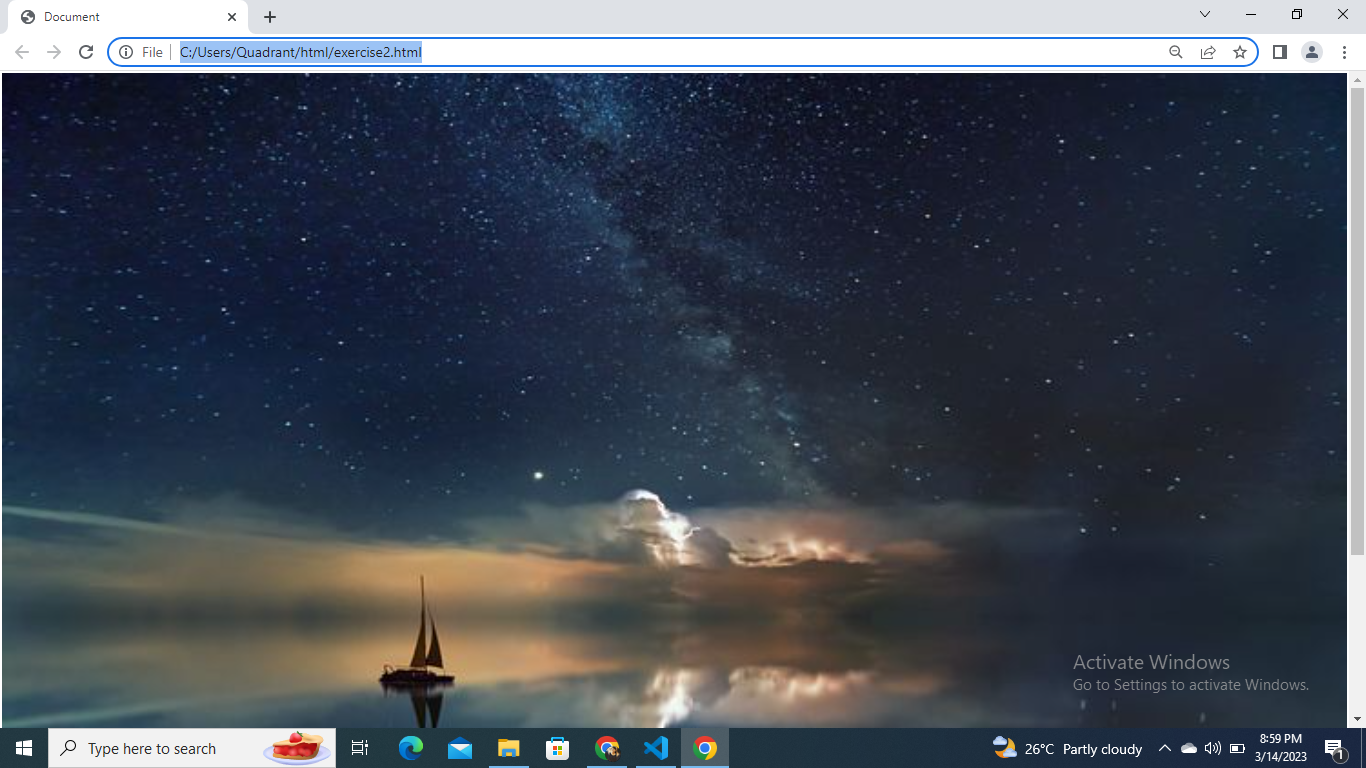 Document
File
C:/Users/Quadrant/html/exercise2.html
Activate Windows
Go to Settings to activate Windows.
Type here to search
26°C Partly cloudy
8:59 PM
3/14/2023
1